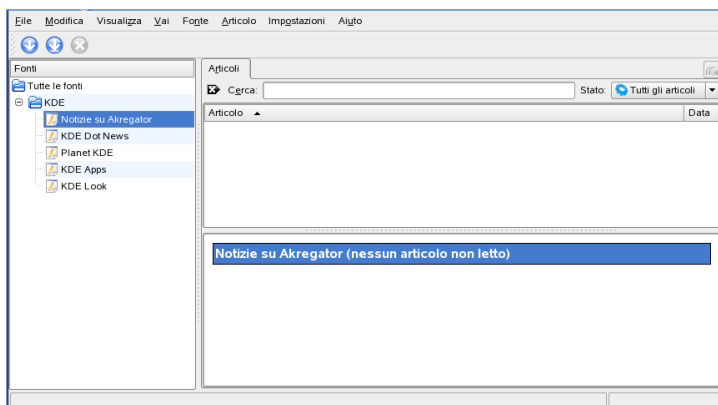 File Modifica Visualizza Vai Fonte Articolo Impostazioni Aiuto
Fonti
Articoli
Tutte le fonti
Cerca: Stato: Tutti gli articoli
KDE
Articolo Data
Notizie su Akregator
KDE Dot News
Planet KDE
KDE Apps
KDE Look
Notizie su Akregator (nessun articolo non letto)